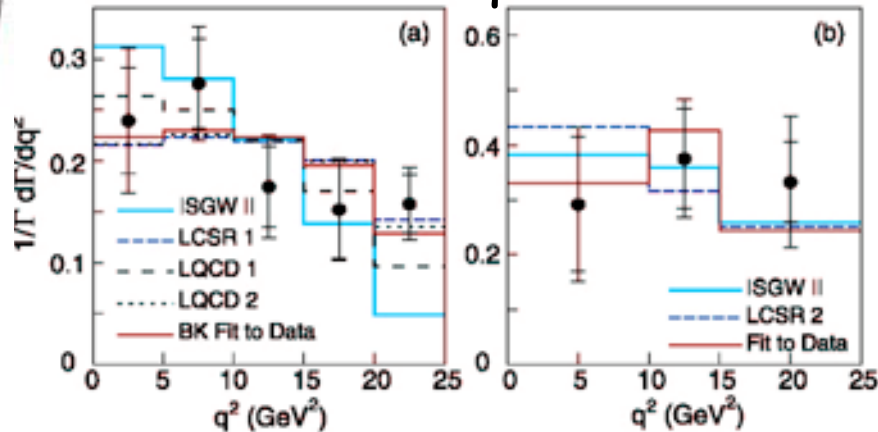 (a)
0.3
0.2
0.1
0
1/Γ dΓ/dq²
ISGW II
LCSR 1
LQCD 1
LQCD 2
BK Fit to Data
0 5 10 15 20 25
q² (GeV²)
(b)
0.6
0.4
0.2
0
ISGW II
LCSR 2
Fit to Data
0 5 10 15 20 25
q² (GeV²)